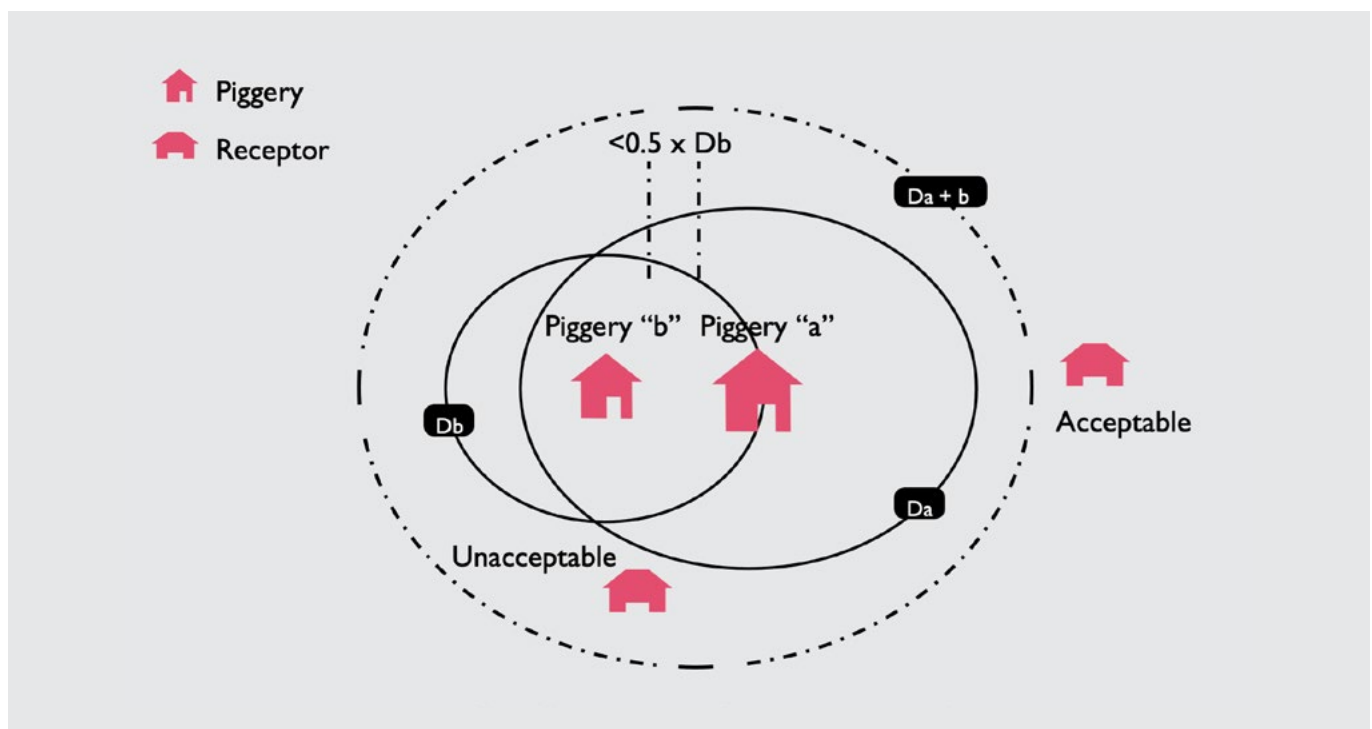 Piggery
Receptor
<0.5 x Db
Da + b
Piggery “b” Piggery “a”
Db
Acceptable
Da
Unacceptable